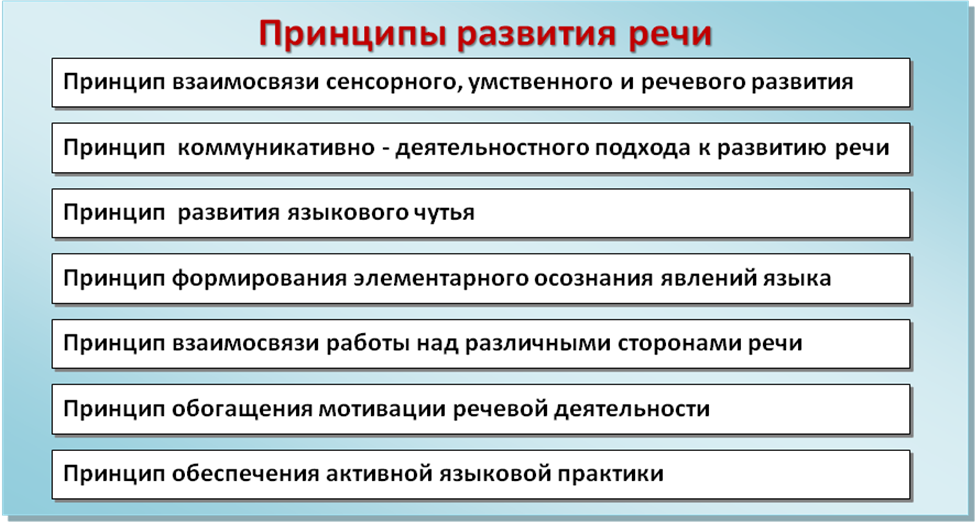 Принципы развития речи
Принцип взаимосвязи сенсорного, умственного и речевого развития
Принцип коммуникативно - деятельностного подхода к развитию речи
Принцип развития языкового чутья
Принцип формирования элементарного осознания явлений языка
Принцип взаимосвязи работы над различными сторонами речи
Принцип обогащения мотивации речевой деятельности
Принцип обеспечения активной языковой практики